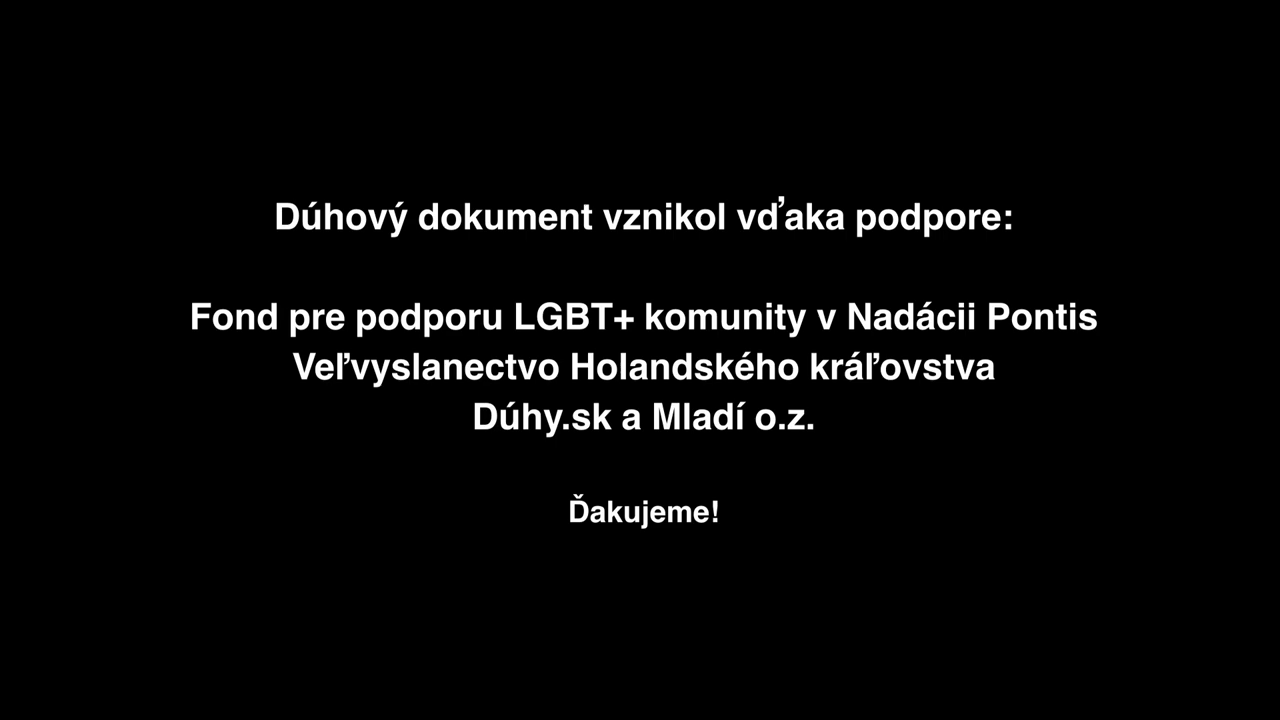 Dúhový dokument vznikol vďaka podpore:
Fond pre podporu LGBT+ komunity v Nadácii Pontis
Veľvyslanectvo Holandského kráľovstva
Dúhy.sk a Mladí o.z.
Ďakujeme!